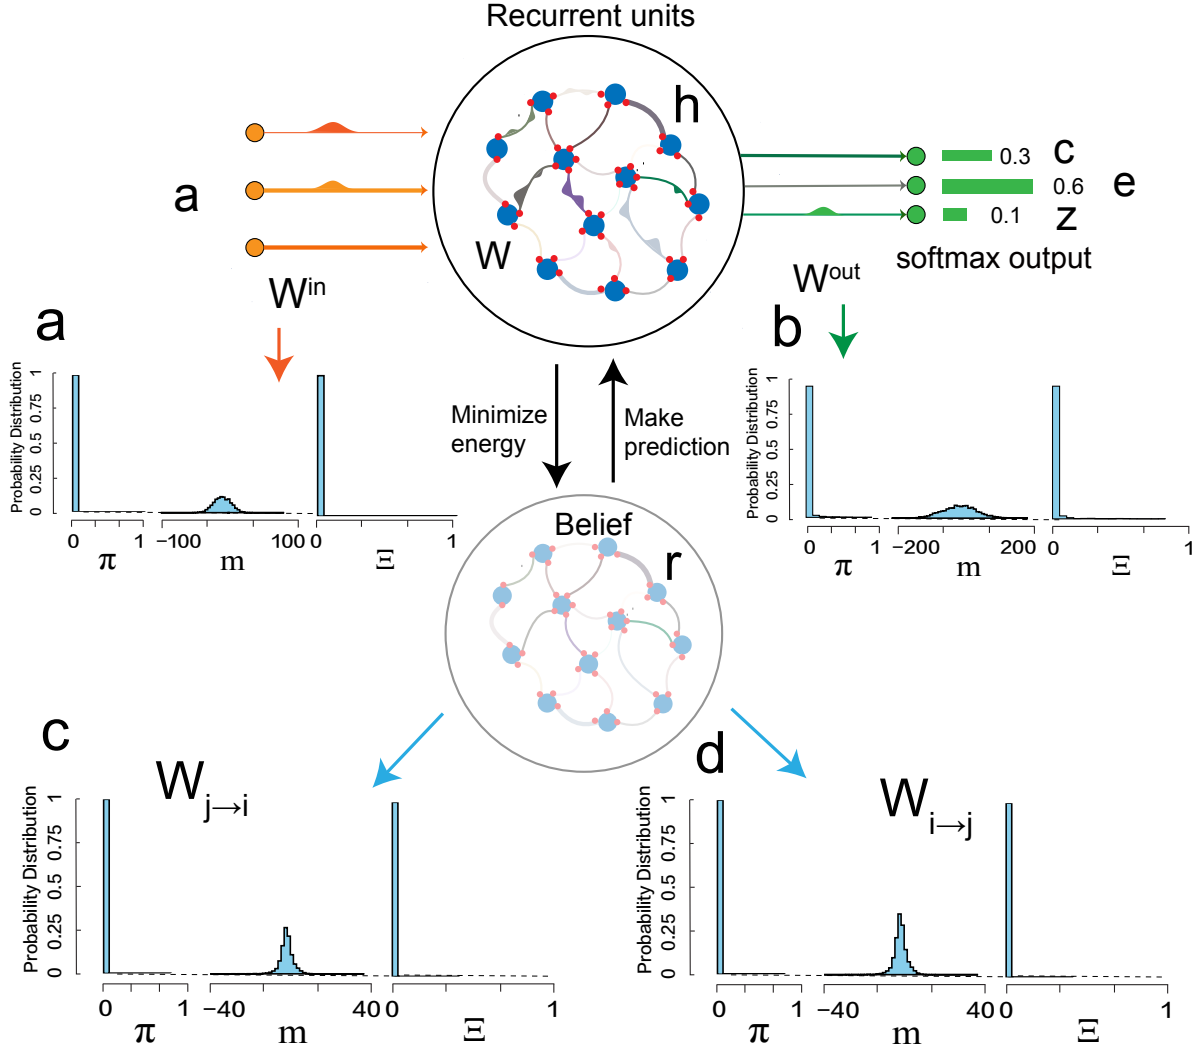 Recurrent units
h
a
W
0.3
c
0.6
e
0.1
z
softmax output
W^in
W^out
a
b
Probability Distribution
0 0.25 0.5 0.75 1
0 1
π
−100 100
m
0 1
Ξ
Minimize
energy
Make
prediction
Probability Distribution
0 0.25 0.5 0.75 1
0 1
π
−200 200
m
0 1
Ξ
Belief
r
c
W j→i
Probability Distribution
0 0.25 0.5 0.75 1
0 1
π
−40 40
m
0 1
Ξ
d
W i→j
Probability Distribution
0 0.25 0.5 0.75 1
0 1
π
−40 40
m
0 1
Ξ